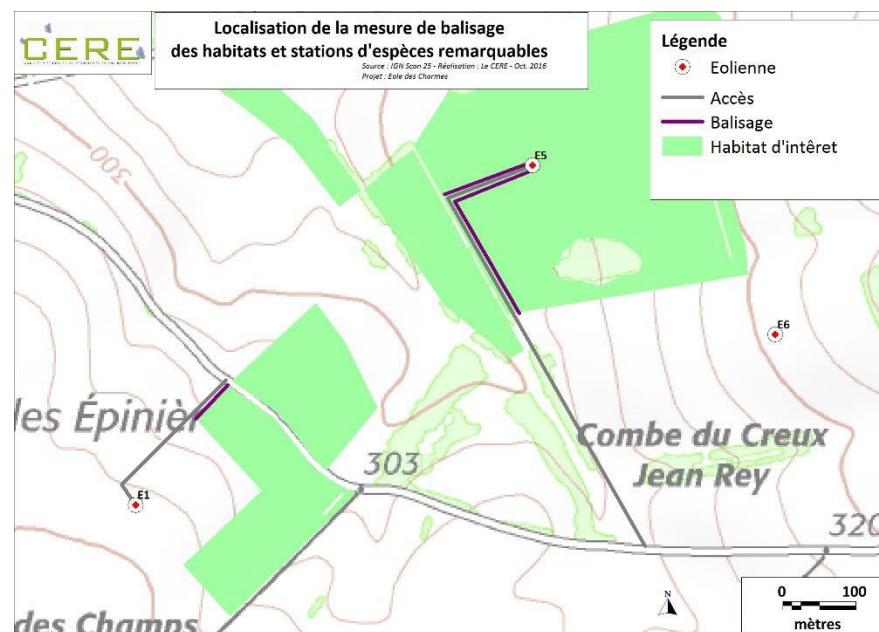 CERE
Localisation de la mesure de balisage
des habitats et stations d'espèces remarquables
Source : IGN Scan 25 - Réalisation : Le CERE - Oct. 2016
Projet : Eole des Charmes
Légende
Eolienne
Accès
Balisage
Habitat d'intêret
300
E5
E6
les Épinièr
303
Combe du Creux
Jean Rey
E1
320
des Champs
N
0 100
mètres